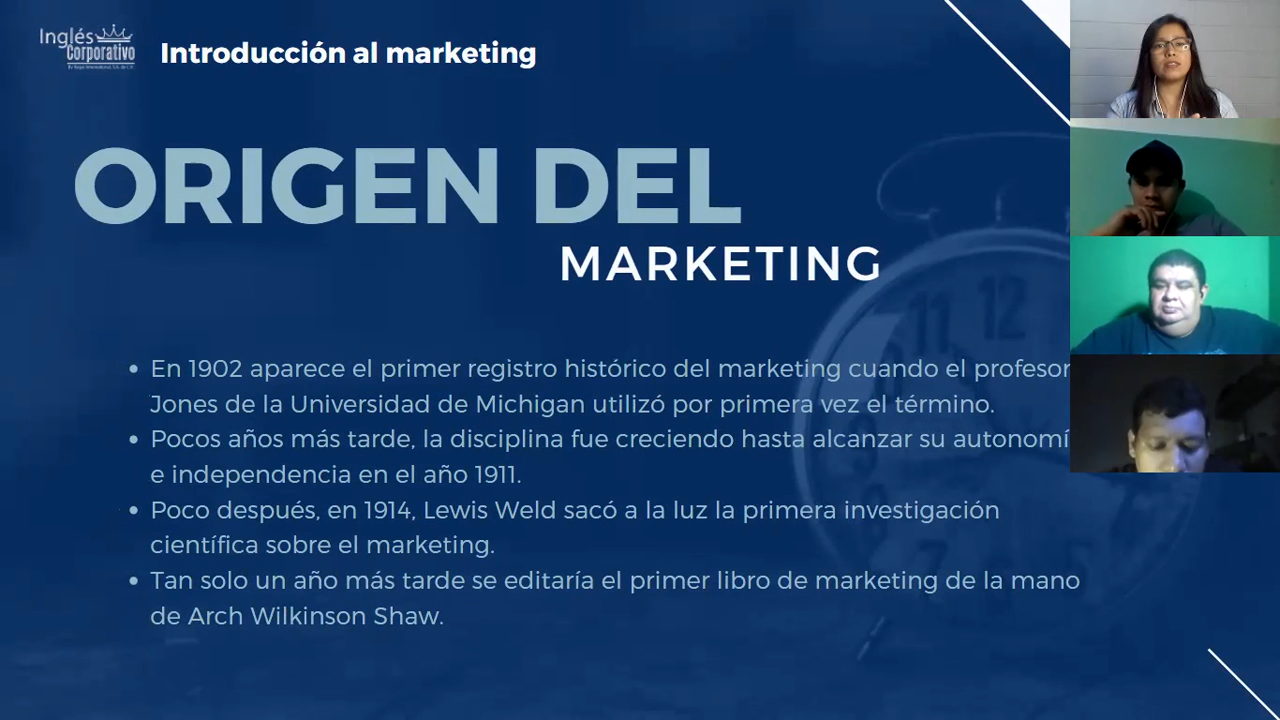 Inglés
Corporativo
Introducción al marketing
ORIGEN DEL
MARKETING
11 12
• En 1902 aparece el primer registro histórico del marketing cuando el profesor
Jones de la Universidad de Michigan utilizó por primera vez el término.
• Pocos años más tarde, la disciplina fue creciendo hasta alcanzar su autonomí
e independencia en el año 1911.
• Poco después, en 1914, Lewis Weld sacó a la luz la primera investigación
científica sobre el marketing.
• Tan solo un año más tarde se editaría el primer libro de marketing de la mano
de Arch Wilkinson Shaw.